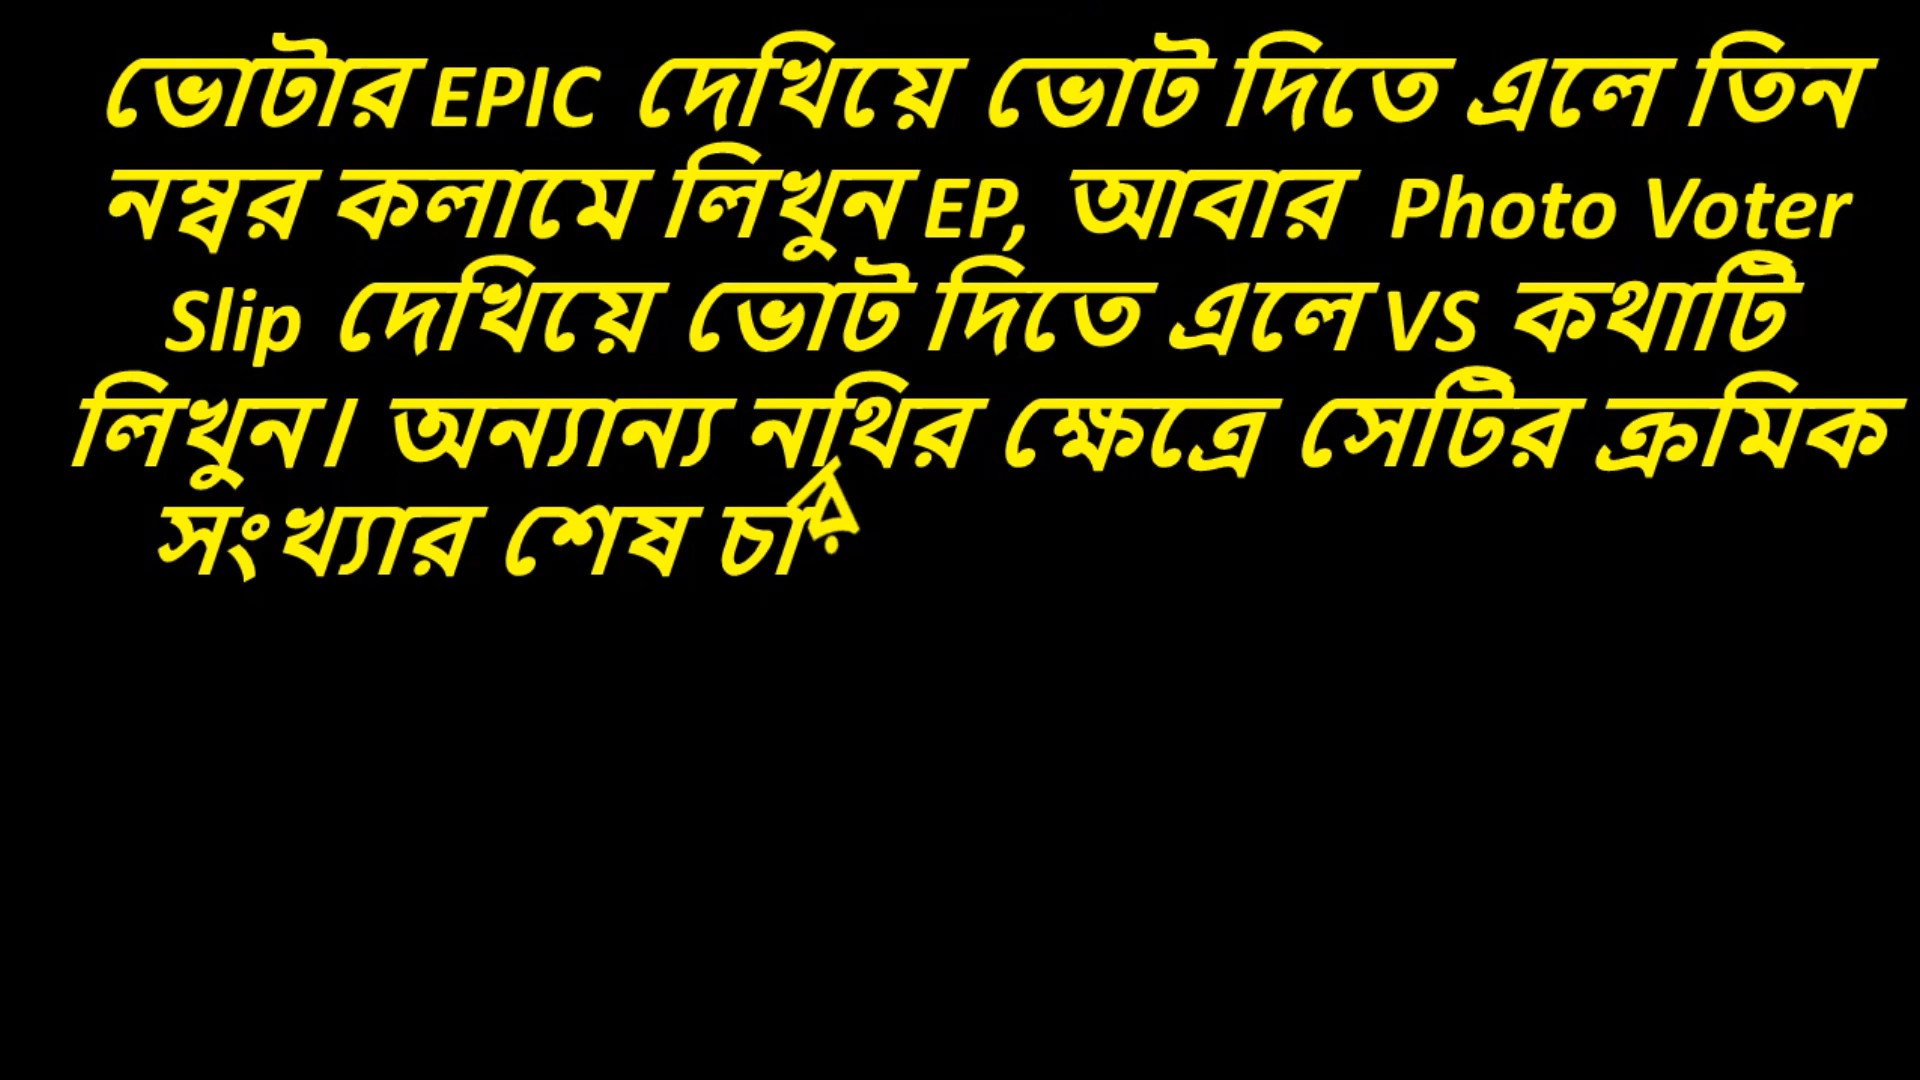 ভোটার EPIC দেখিয়ে ভোট দিতে এলে তিন
নম্বর কলামে লিখুন EP, আবার Photo Voter
Slip দেখিয়ে ভোট দিতে এলে VS কথাটি
লিখুন। অন্যান্য নথির ক্ষেত্রে সেটির ক্রমিক
সংখ্যার শেষ চার